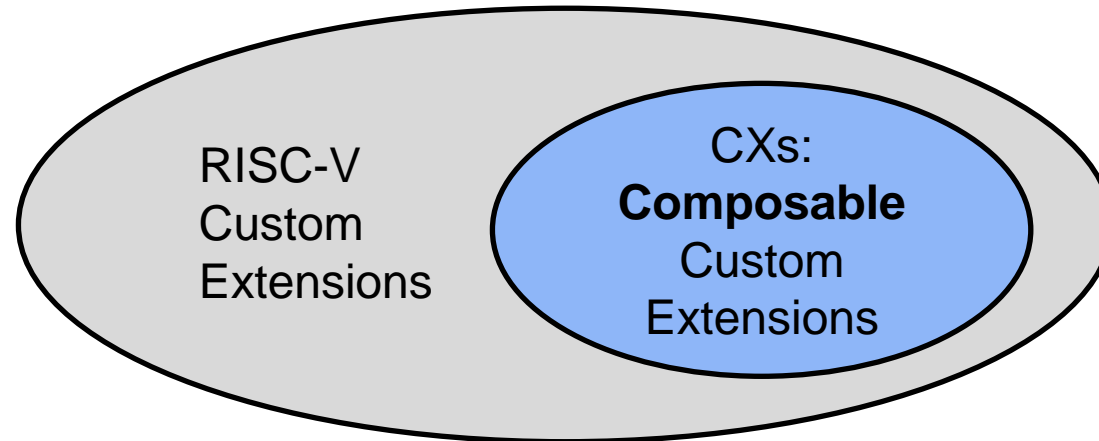 RISC-V
Custom
Extensions
CXs:
Composable
Custom
Extensions